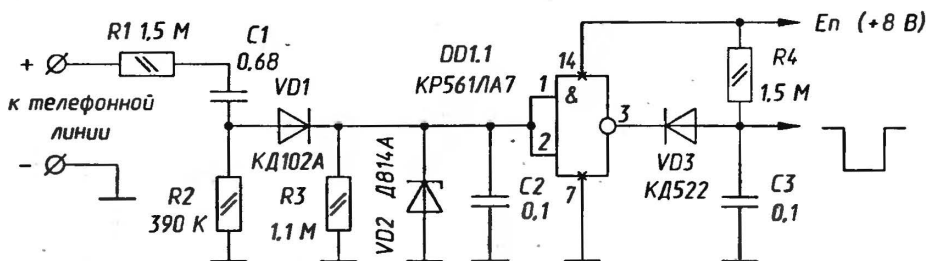 R1 1,5 М
C1
0,68
+
к телефонной
линии
-
VD1
КД102А
R2
390 К
R3
1,1 М
VD2 Д814А
C2
0,1
DD1.1
КР561ЛА7
14
1
&
2
3
7
VD3
КД522
Еп (+8 В)
R4
1,5 М
C3
0,1